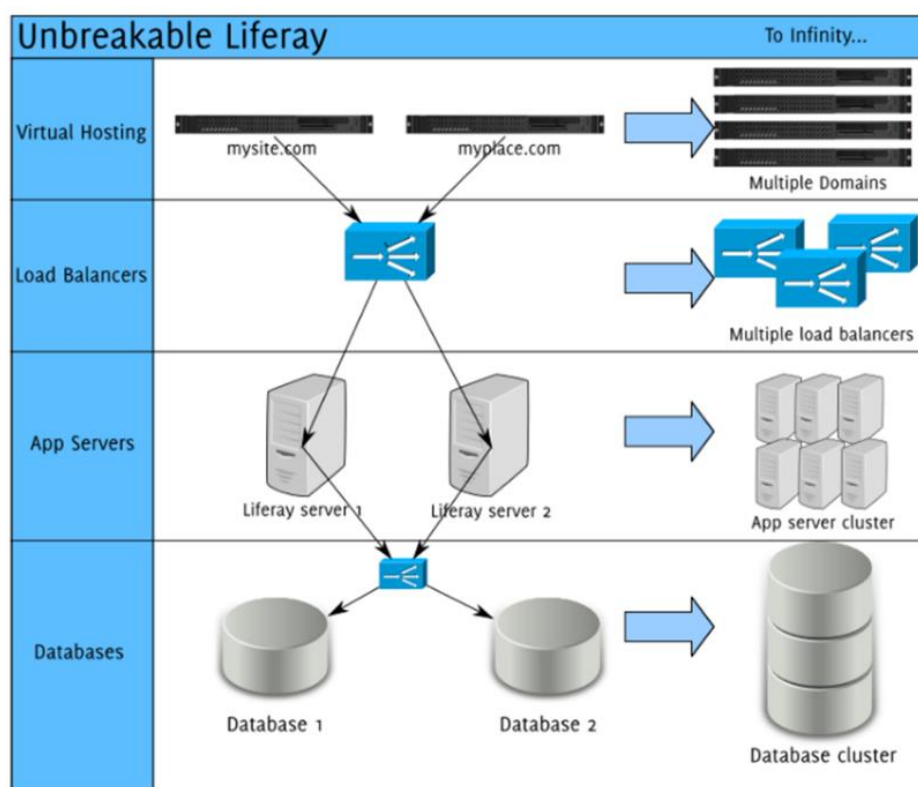 Unbreakable Liferay
To Infinity...
Virtual Hosting
mysite.com
myplace.com
Multiple Domains
Load Balancers
Multiple load balancers
App Servers
Liferay server 1
Liferay server 2
App server cluster
Databases
Database 1
Database 2
Database cluster